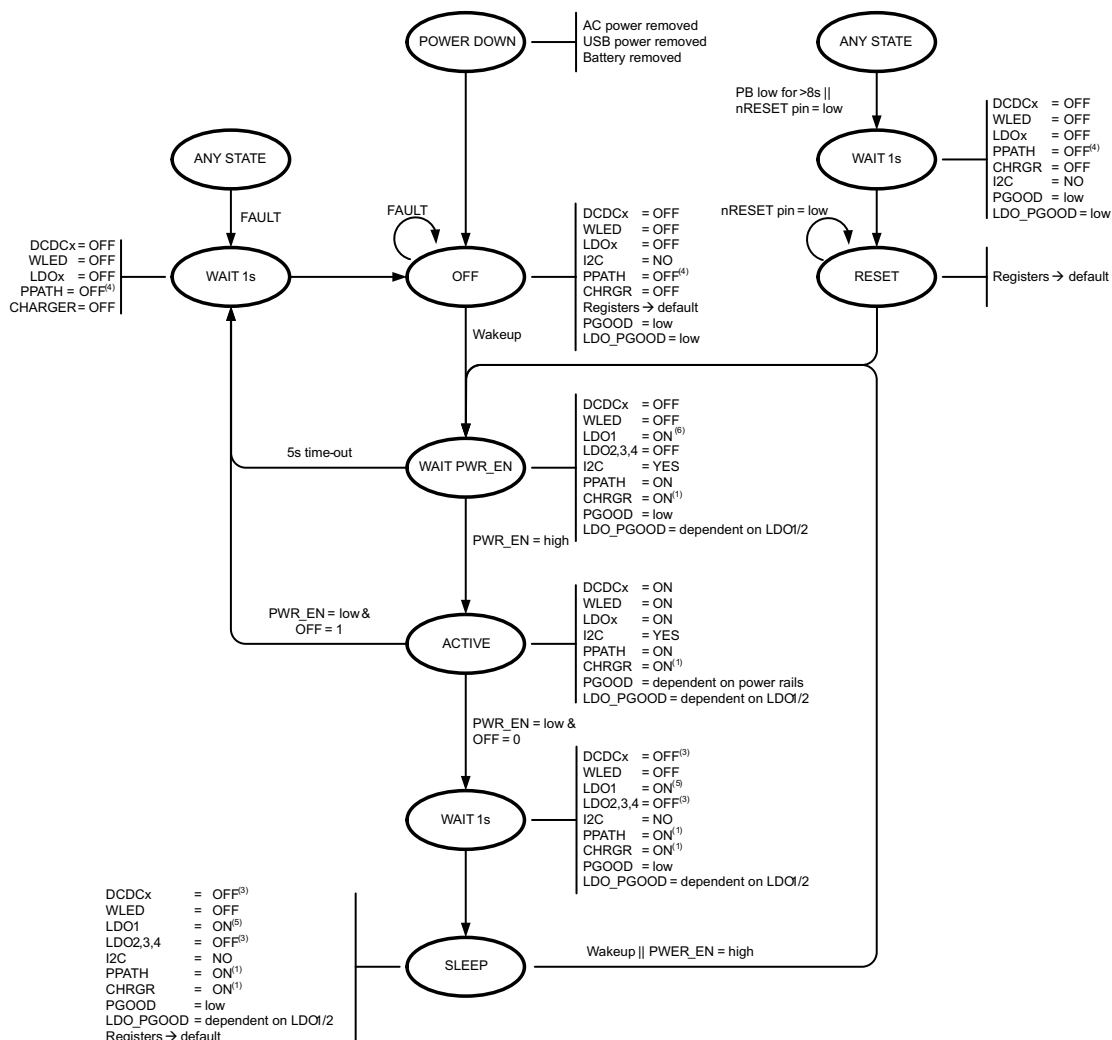 POWER DOWN
AC power removed
USB power removed
Battery removed
ANY STATE
PB low for >8s ||
nRESET pin = low
WAIT 1s
DCDCx = OFF
WLED = OFF
LDOx = OFF
PPATH = OFF(4)
CHRGR = OFF
I2C = NO
PGOOD = low
LDO_PGOOD = low
ANY STATE
FAULT
DCDCx = OFF
WLED = OFF
LDOx = OFF
PPATH = OFF(4)
CHARGER = OFF
WAIT 1s
FAULT
OFF
DCDCx = OFF
WLED = OFF
LDOx = OFF
I2C = NO
PPATH = OFF(4)
CHRGR = OFF
Registers → default
PGOOD = low
LDO_PGOOD = low
nRESET pin = low
RESET
Registers → default
Wakeup
5s time-out
WAIT PWR_EN
DCDCx = OFF
WLED = OFF
LDO1 = ON(6)
LDO2,3,4 = OFF
I2C = YES
PPATH = ON
CHRGR = ON(1)
PGOOD = low
LDO_PGOOD = dependent on LDO1/2
PWR_EN = high
PWR_EN = low &
OFF = 1
ACTIVE
DCDCx = ON
WLED = ON
LDOx = ON
I2C = YES
PPATH = ON
CHRGR = ON(1)
PGOOD = dependent on power rails
LDO_PGOOD = dependent on LDO1/2
PWR_EN = low &
OFF = 0
WAIT 1s
DCDCx = OFF(3)
WLED = OFF
LDO1 = ON(5)
LDO2,3,4 = OFF(3)
I2C = NO
PPATH = ON(1)
CHRGR = ON(1)
PGOOD = low
LDO_PGOOD = dependent on LDO1/2
DCDCx = OFF(3)
WLED = OFF
LDO1 = ON(5)
LDO2,3,4 = OFF(3)
I2C = NO
PPATH = ON(1)
CHRGR = ON(1)
PGOOD = low
LDO_PGOOD = dependent on LDO1/2
Registers → default
SLEEP
Wakeup || PWER_EN = high